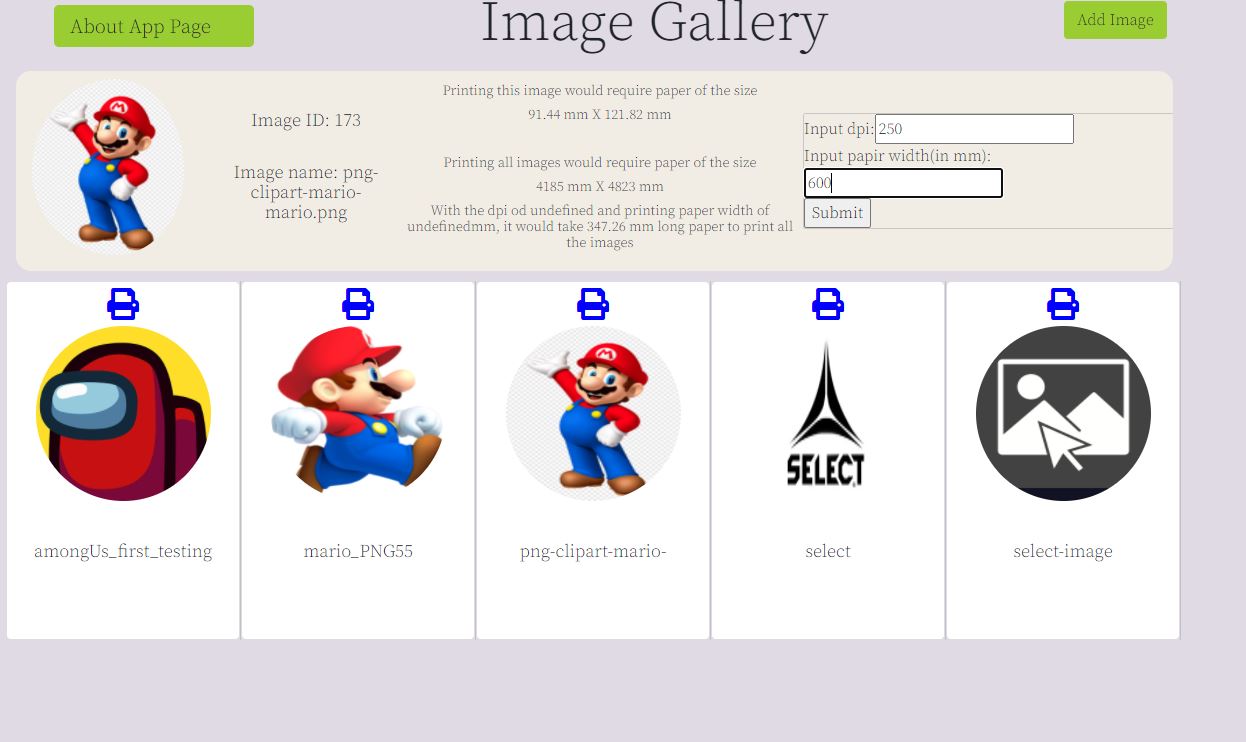 About App Page
Image Gallery
Add Image
Image ID: 173
Image name: png-
clipart-mario-
mario.png
Printing this image would require paper of the size
91.44 mm X 121.82 mm
Printing all images would require paper of the size
4185 mm X 4823 mm
With the dpi od undefined and printing paper width of
undefinedmm, it would take 347.26 mm long paper to print all
the images
Input dpi: 250
Input papir width(in mm):
600
Submit
M
M
SELECT
amongUs_first_testing
mario_PNG55
png-clipart-mario-
select
select-image